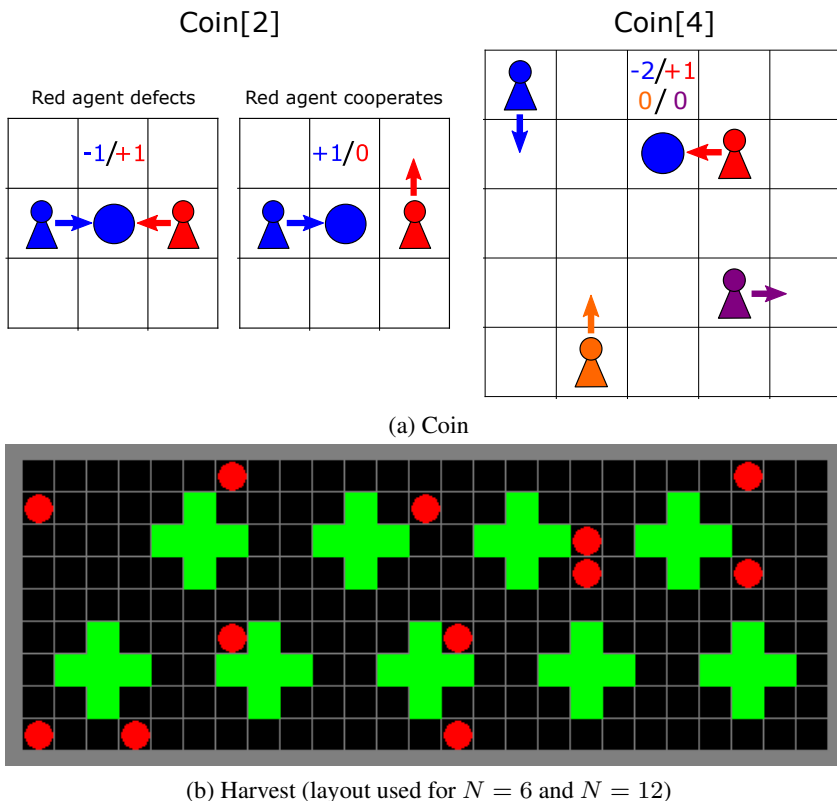 Coin[2]
Coin[4]
Red agent defects
Red agent cooperates
-1/+1
+1/0
-2/+1
0/ 0
(a) Coin
(b) Harvest (layout used for N = 6 and N = 12)